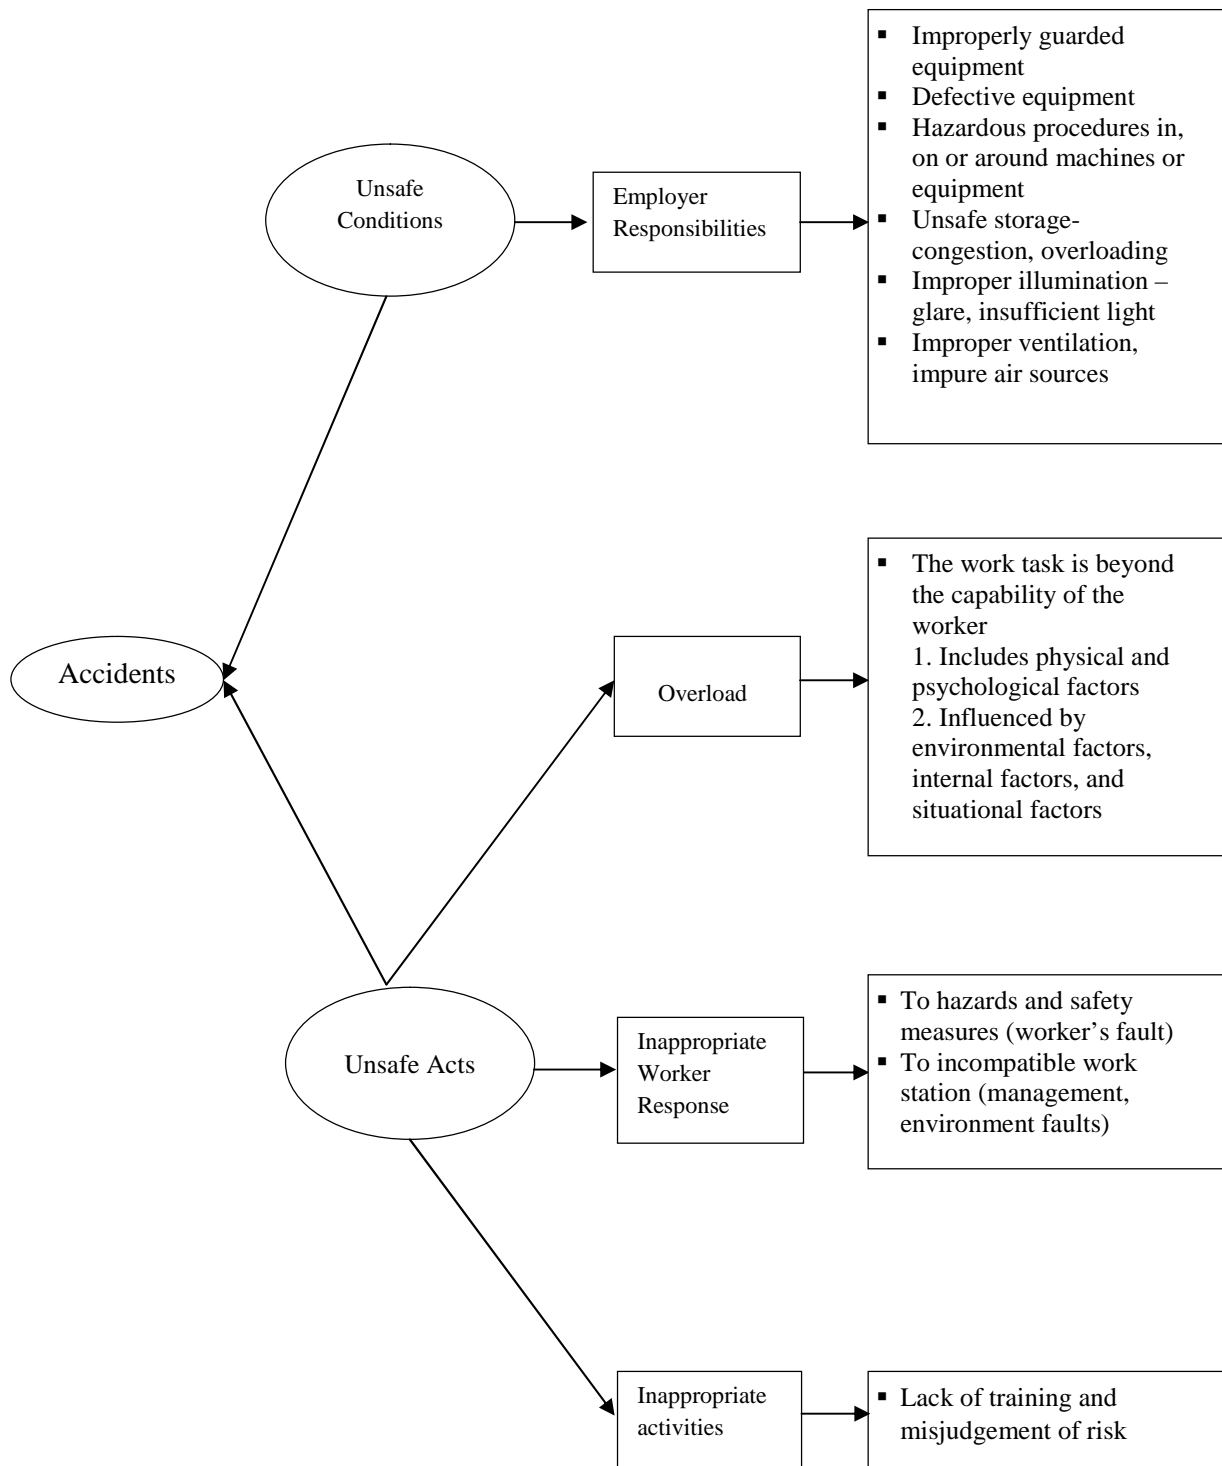 Unsafe
Conditions
Employer
Responsibilities
▪ Improperly guarded
equipment
▪ Defective equipment
▪ Hazardous procedures in,
on or around machines or
equipment
▪ Unsafe storage-
congestion, overloading
▪ Improper illumination –
glare, insufficient light
▪ Improper ventilation,
impure air sources
Accidents
Overload
▪ The work task is beyond
the capability of the
worker
1. Includes physical and
psychological factors
2. Influenced by
environmental factors,
internal factors, and
situational factors
Unsafe Acts
Inappropriate
Worker
Response
▪ To hazards and safety
measures (worker’s fault)
▪ To incompatible work
station (management,
environment faults)
Inappropriate
activities
▪ Lack of training and
misjudgement of risk